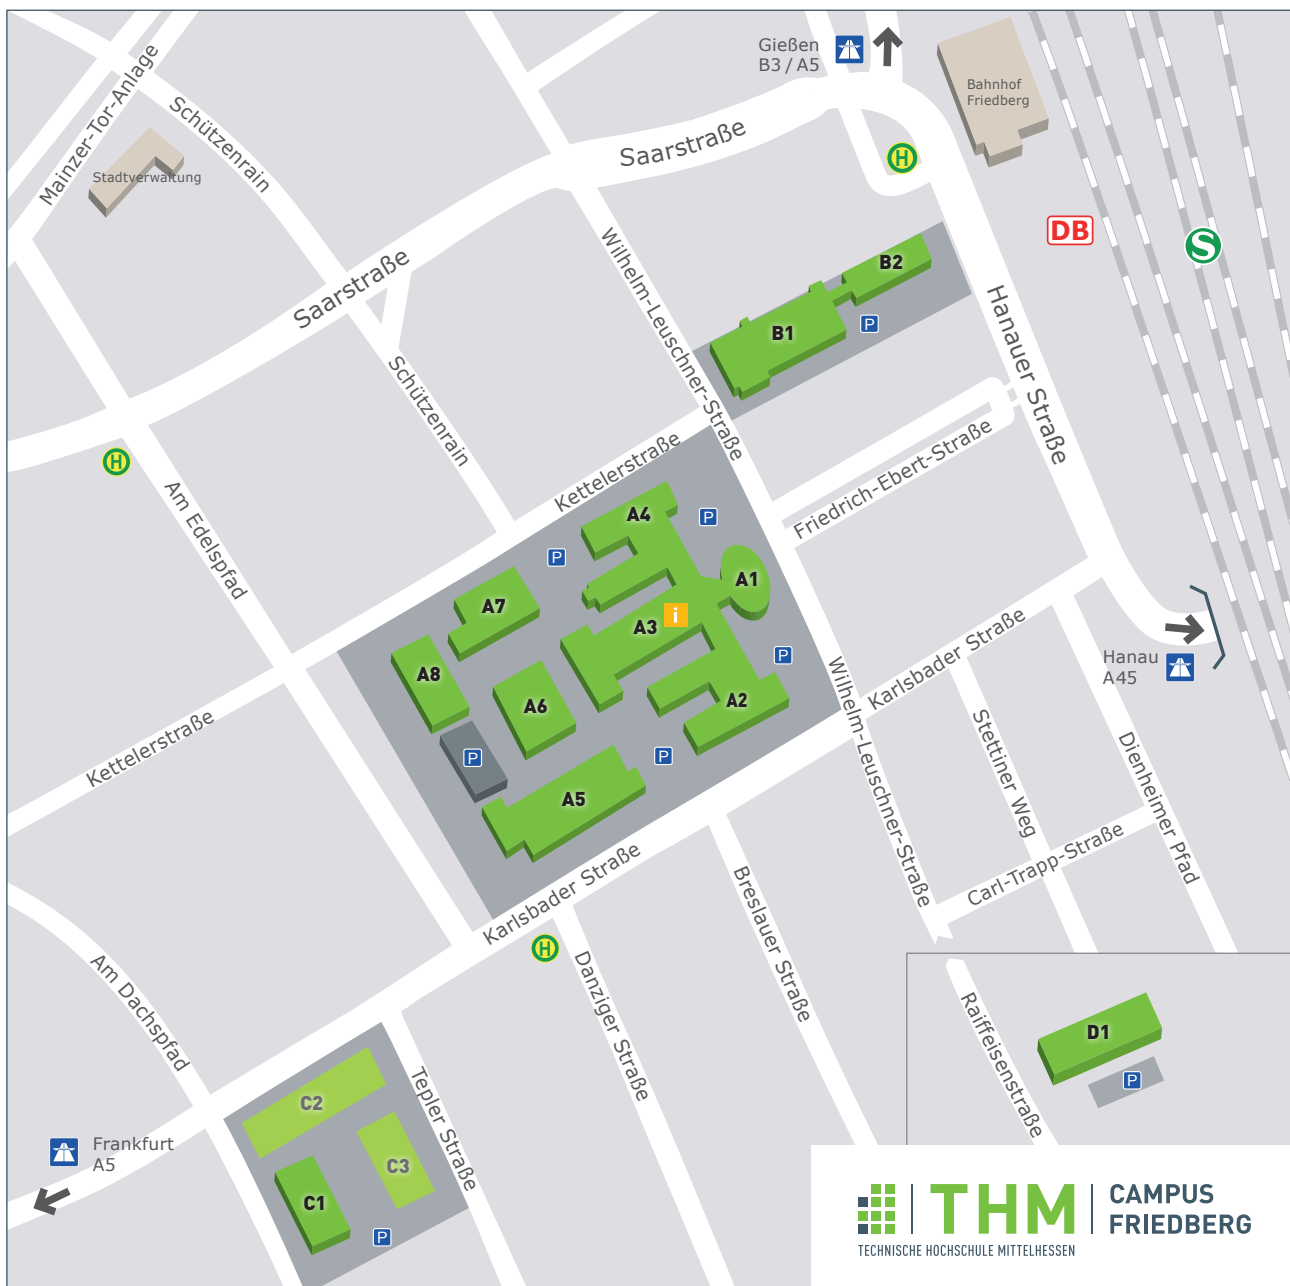 Gießen
B3 / A5
Bahnhof
Friedberg
Mainzer-Tor-Anlage
Schützenrain
Saarstraße
H
Stadtverwaltung
DB
S
Wilhelm-Leuschner-Straße
Saarstraße
B2
B1
P
Hanauer Straße
Schützenrain
Kettelerstraße
Friedrich-Ebert-Straße
H
Am Edelspfad
A4
P
P
A1
A7
i
A3
A8
A6
A2
P
Karlsbader Straße
Hanau
A45
Wilhelm-Leuschner-Straße
Kettelerstraße
P
P
A5
Stettiner Weg
Dienheimer Pfad
Carl-Trapp-Straße
Karlsbader Straße
Breslauer Straße
H
Danziger Straße
Am Dachspfad
Raiffeisenstraße
D1
P
C2
Tepler Straße
C3
C1
P
Frankfurt
A5
THM
CAMPUS
FRIEDBERG
TECHNISCHE HOCHSCHULE MITTELHESSEN